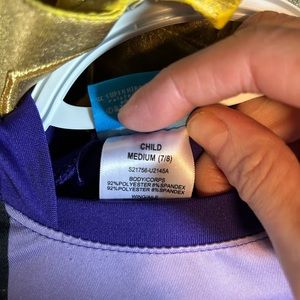 CHILD
MEDIUM (7/8)
S21756-U2145A
BODY/CORPS
92%POLYESTER 8%SPANDEX
92%POLYESTER 8%SPANDEX